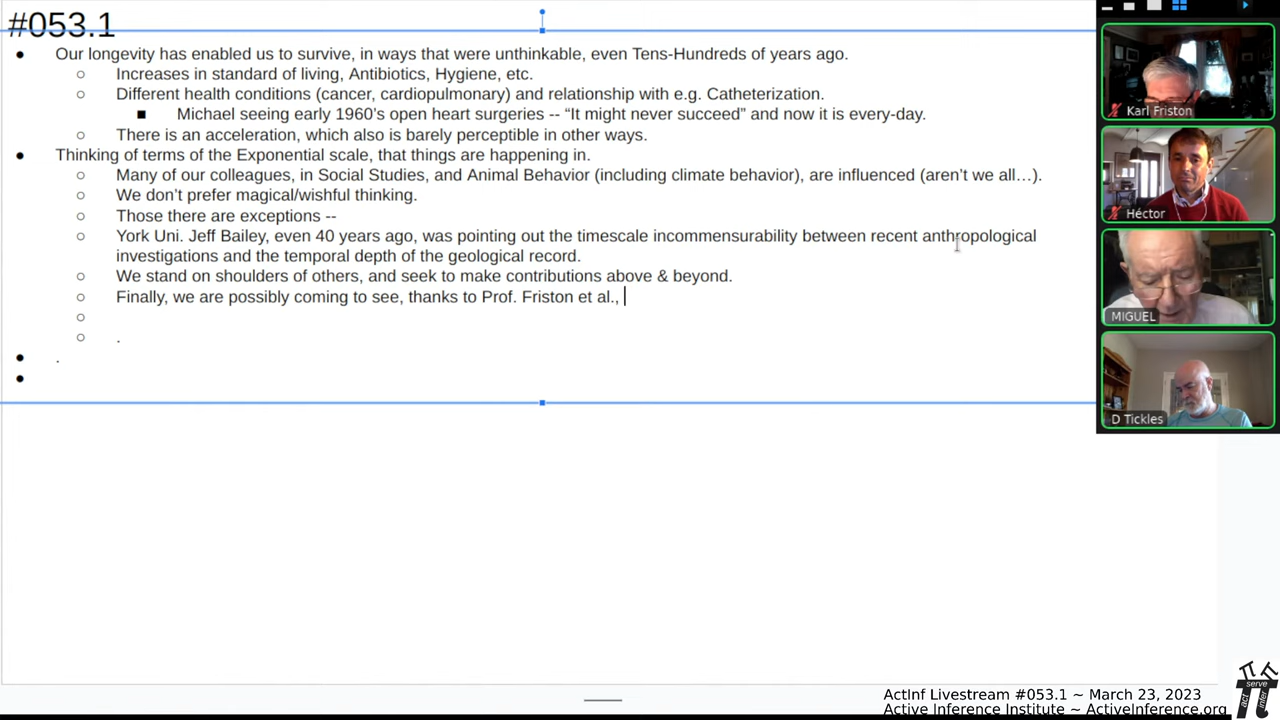 #053.1
● Our longevity has enabled us to survive, in ways that were unthinkable, even Tens-Hundreds of years ago.
○ Increases in standard of living, Antibiotics, Hygiene, etc.
○ Different health conditions (cancer, cardiopulmonary) and relationship with e.g. Catheterization.
■ Michael seeing early 1960's open heart surgeries -- “It might never succeed” and now it is every-day.
○ There is an acceleration, which also is barely perceptible in other ways.
● Thinking of terms of the Exponential scale, that things are happening in.
○ Many of our colleagues, in Social Studies, and Animal Behavior (including climate behavior), are influenced (aren’t we all…).
○ We don’t prefer magical/wishful thinking.
○ Those there are exceptions --
○ York Uni. Jeff Bailey, even 40 years ago, was pointing out the timescale incommensurability between recent anthropological
investigations and the temporal depth of the geological record.
○ We stand on shoulders of others, and seek to make contributions above & beyond.
○ Finally, we are possibly coming to see, thanks to Prof. Friston et al.,
○
○ .
● .
●
Karl Friston
Héctor
MIGUEL
D Tickles
ActInf Livestream #053.1 ~ March 23, 2023
Active Inference Institute ~ ActiveInference.org
serve
act
infer